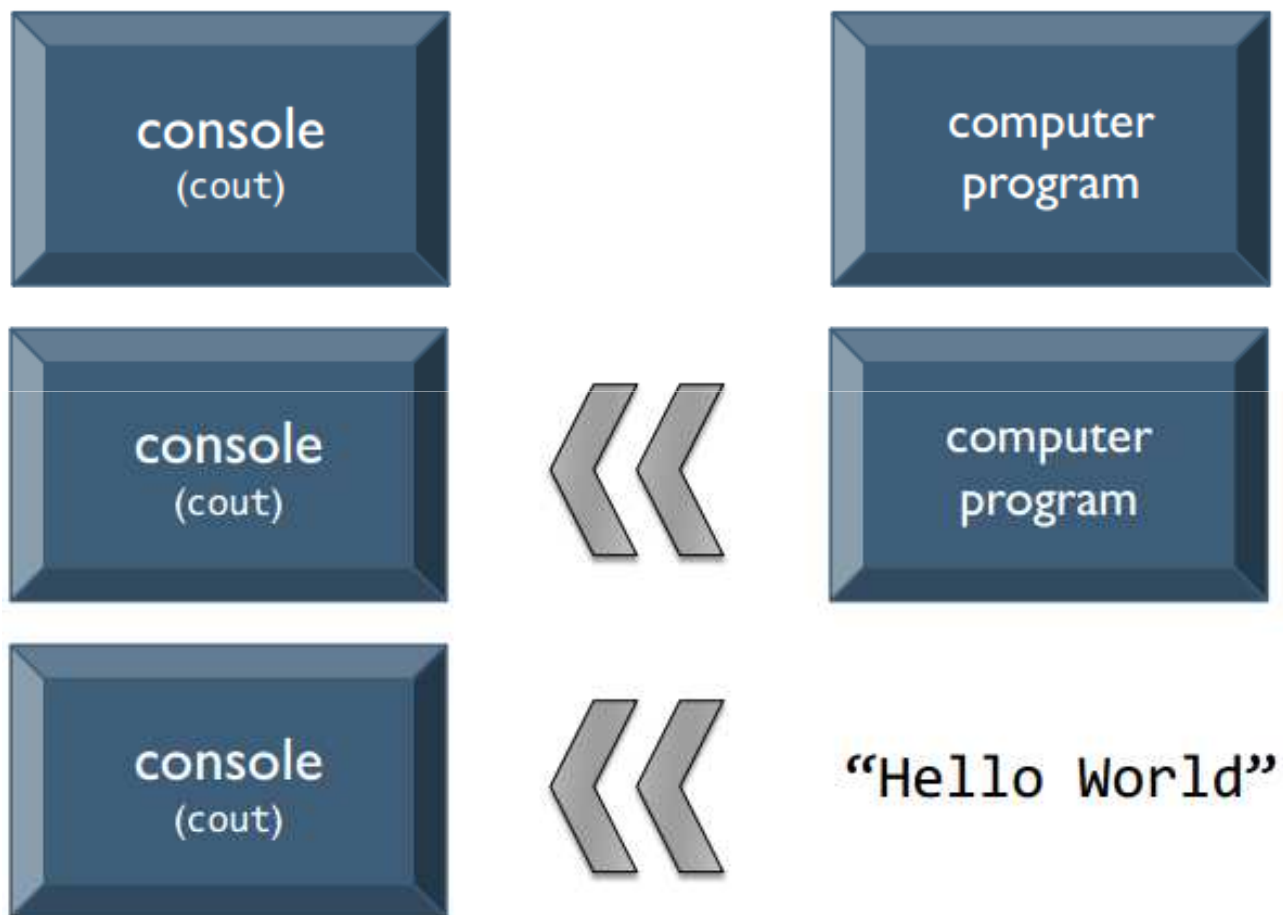 console
(cout)
computer
program
console
(cout)
computer
program
console
(cout)
“Hello World”